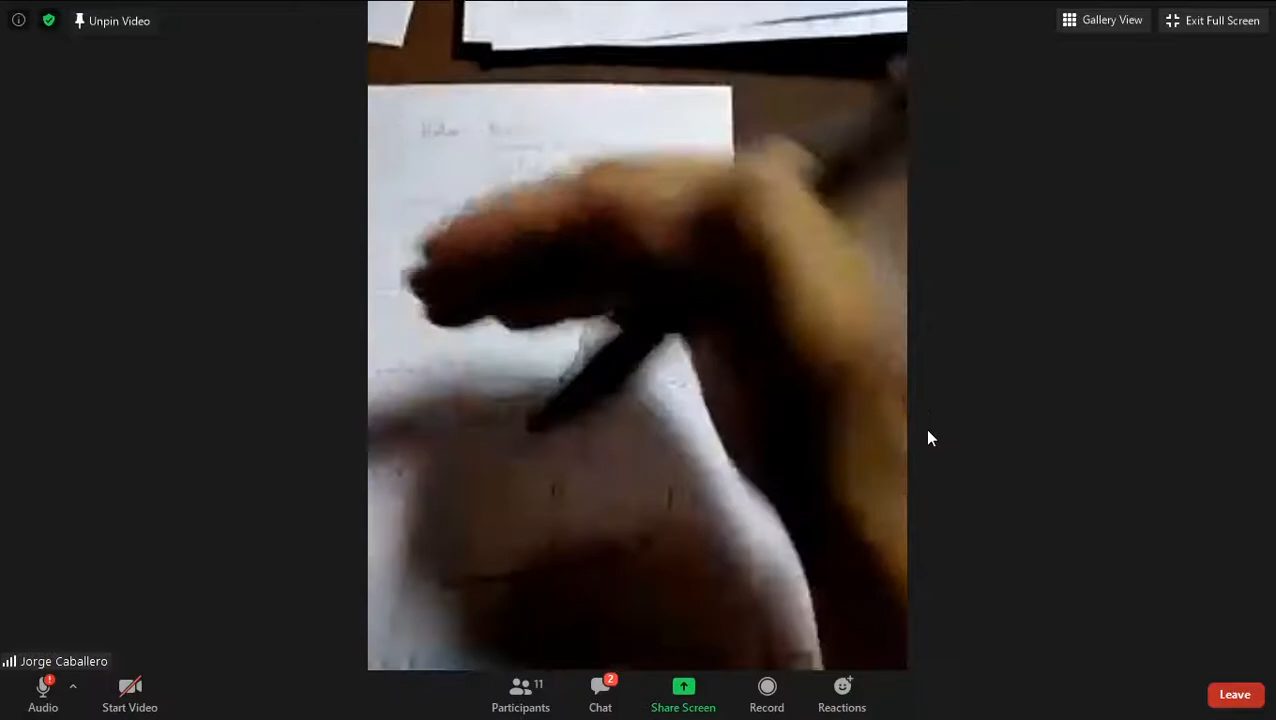 Unpin Video
Gallery View
Exit Full Screen
Jorge Caballero
Audio
Start Video
Participants
11
Chat
2
Share Screen
Record
Reactions
Leave